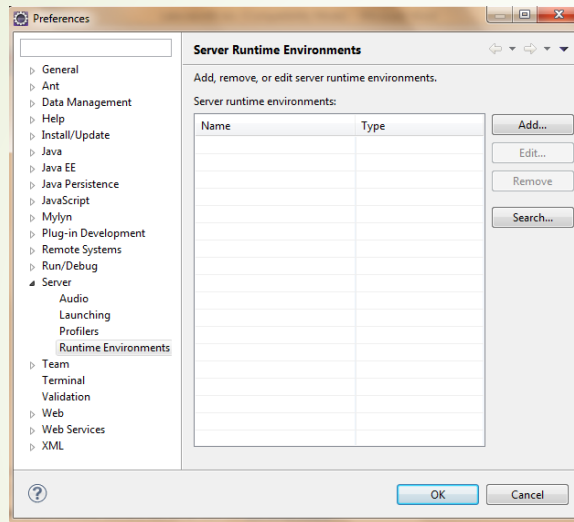 Preferences
Server Runtime Environments
General
Ant
Data Management
Help
Install/Update
Java
Java EE
Java Persistence
JavaScript
Mylyn
Plug-in Development
Remote Systems
Run/Debug
Server
Audio
Launching
Profilers
Runtime Environments
Team
Terminal
Validation
Web
Web Services
XML
Add, remove, or edit server runtime environments.
Server runtime environments:
Name Type
Add...
Edit...
Remove
Search...
?
OK Cancel